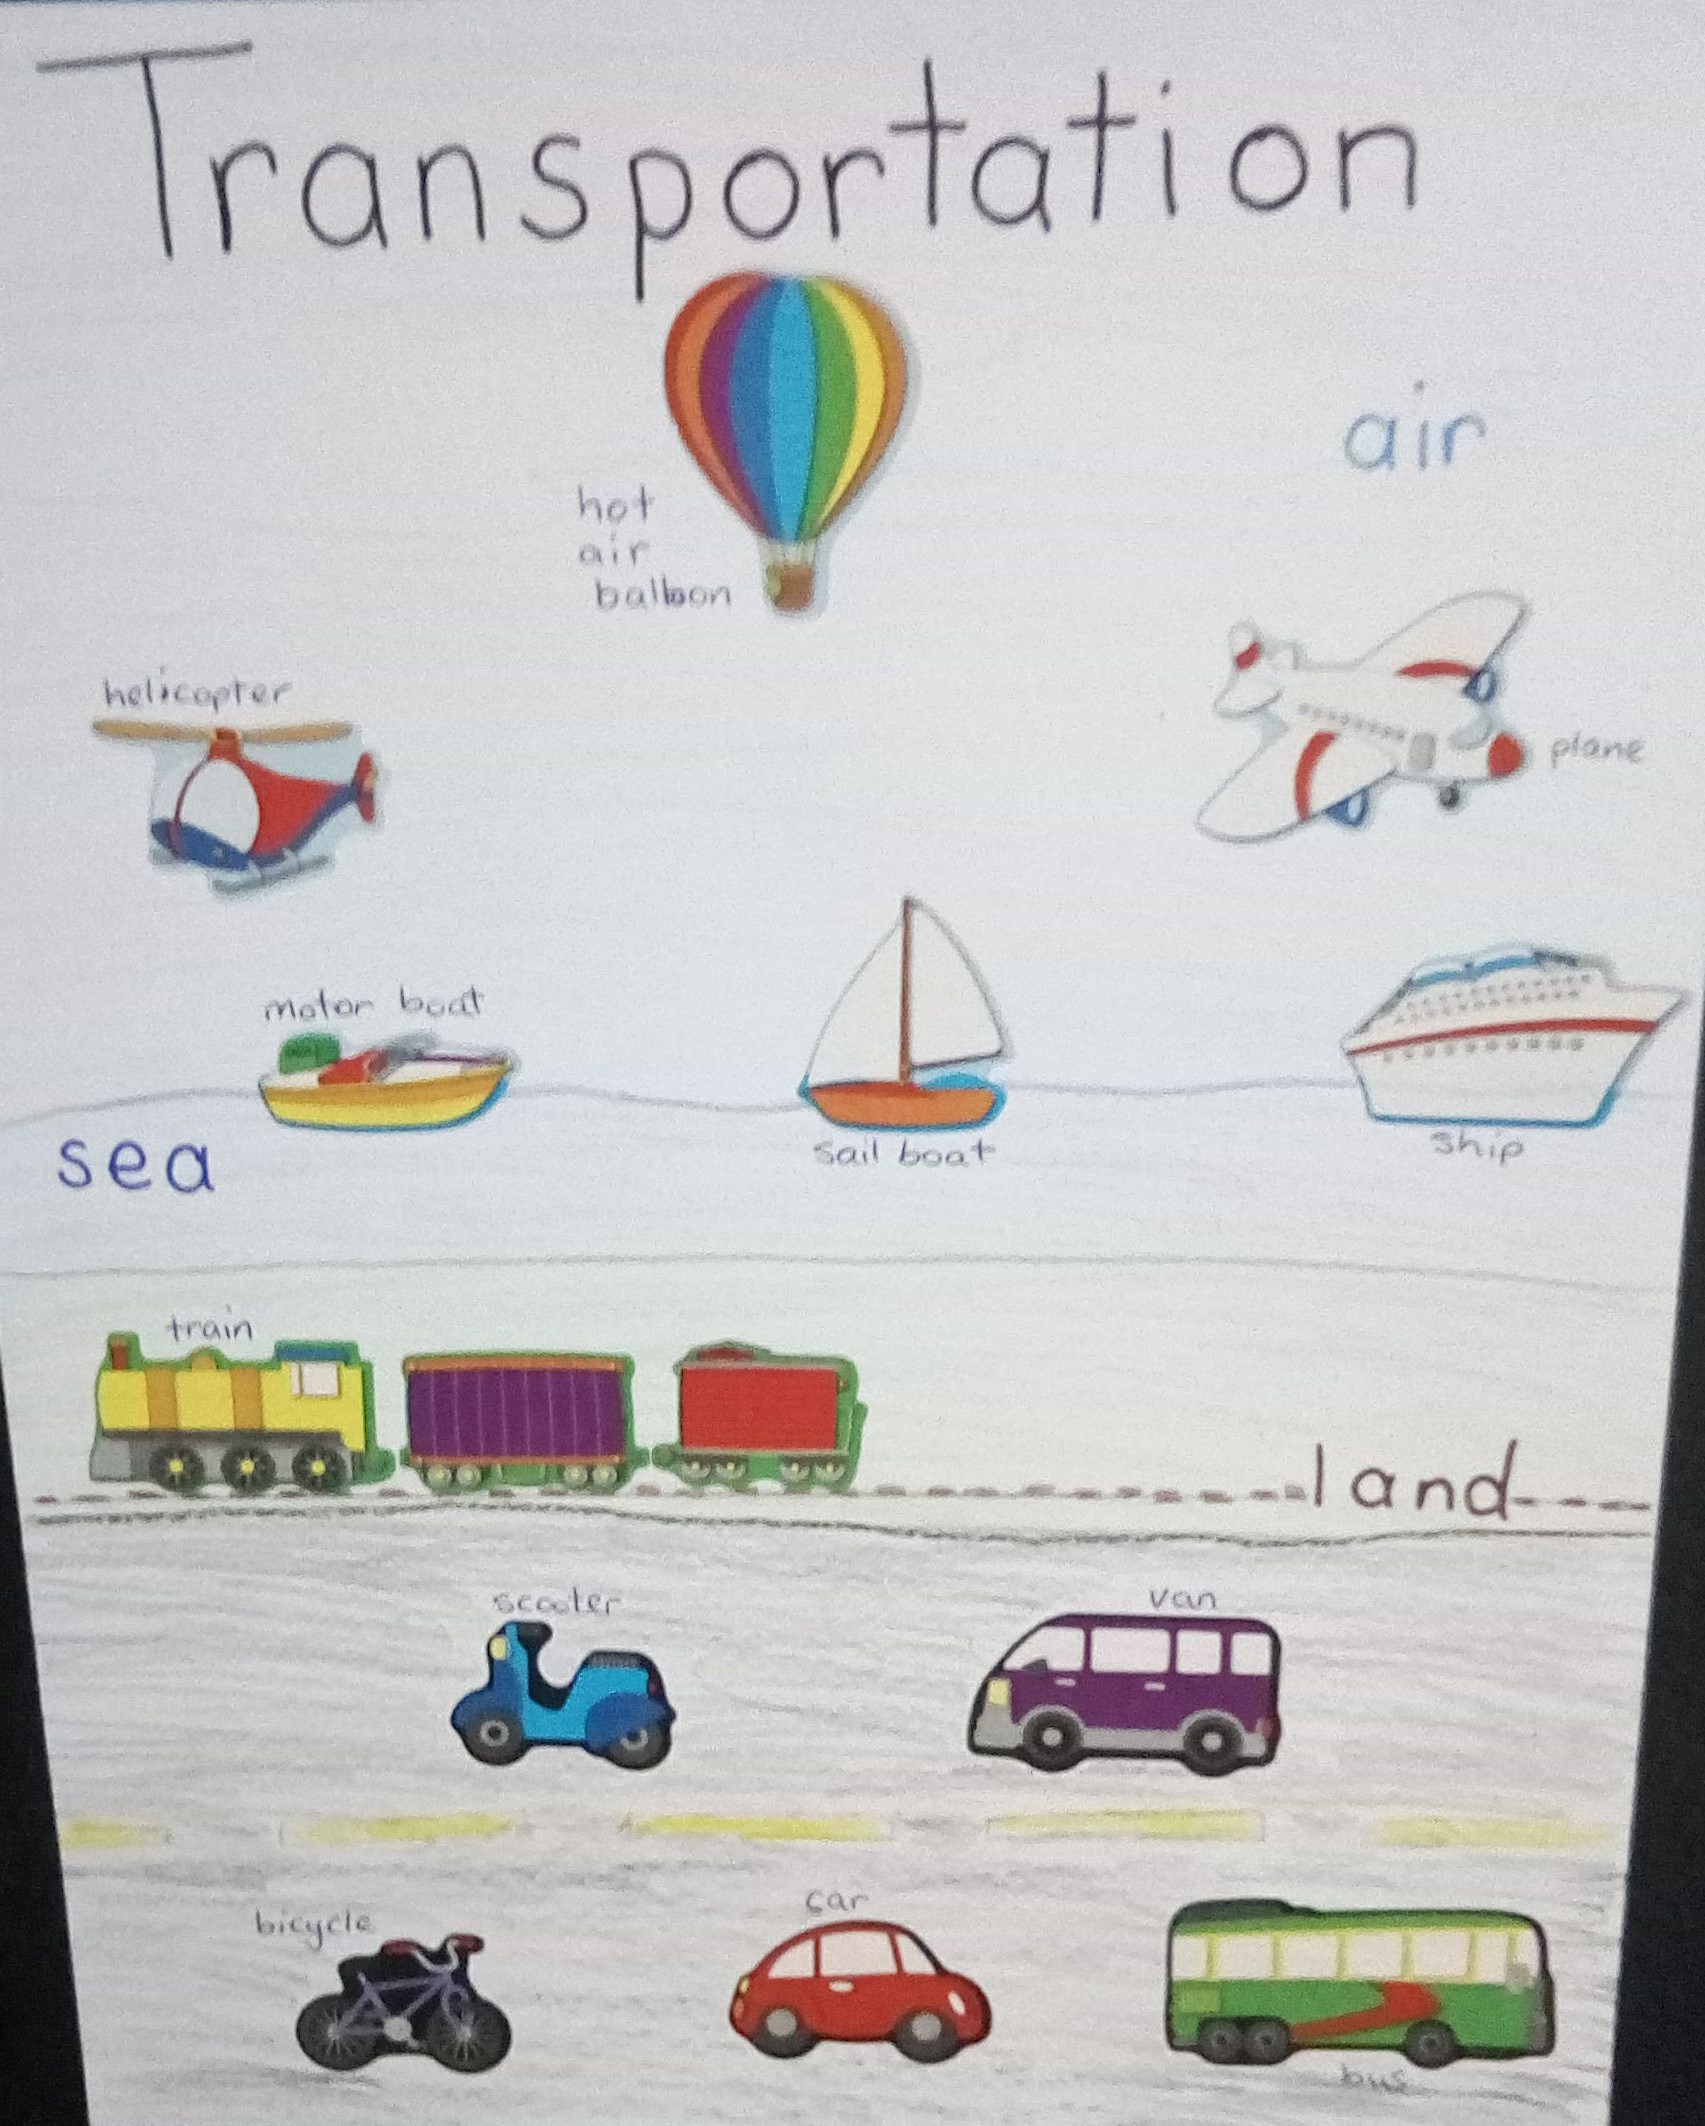 Transportation
air
hot
air
balloon
helicopter
plane
motor boat
sea
sail boat
ship
train
land
scooter
van
bicycle
car
bus